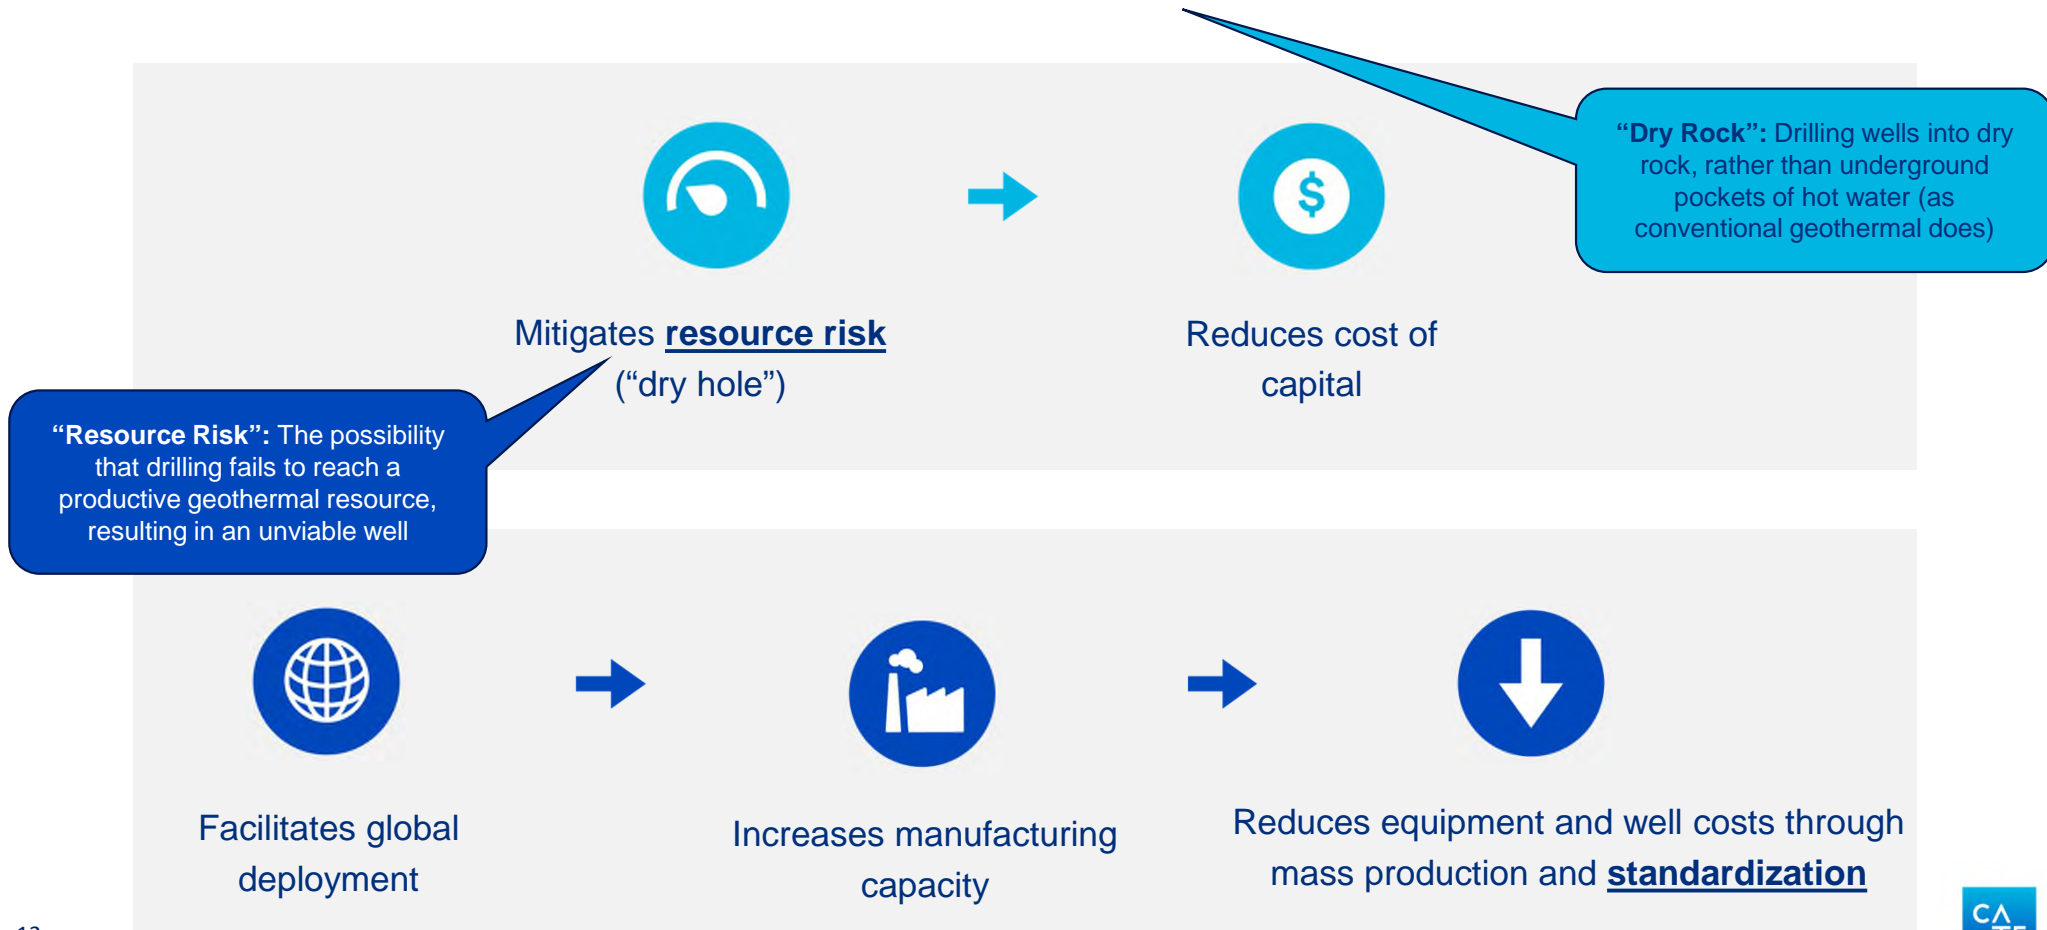 “Dry Rock”: Drilling wells into dry
rock, rather than underground
pockets of hot water (as
conventional geothermal does)
$
Mitigates resource risk
(“dry hole”)
Reduces cost of
capital
“Resource Risk”: The possibility
that drilling fails to reach a
productive geothermal resource,
resulting in an unviable well
Facilitates global
deployment
Increases manufacturing
capacity
Reduces equipment and well costs through
mass production and standardization